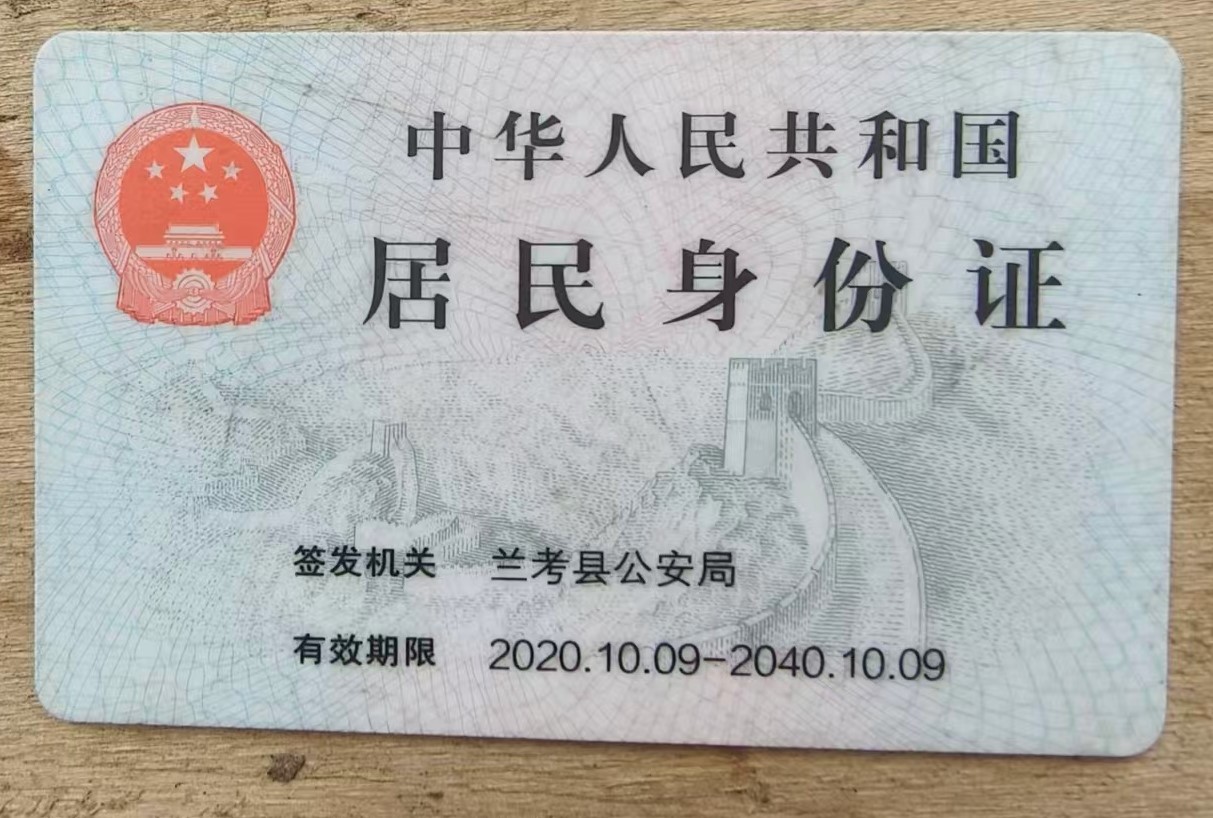 中华人民共和国
居民身份证
签发机关 兰考县公安局
有效期限 2020.10.09-2040.10.09